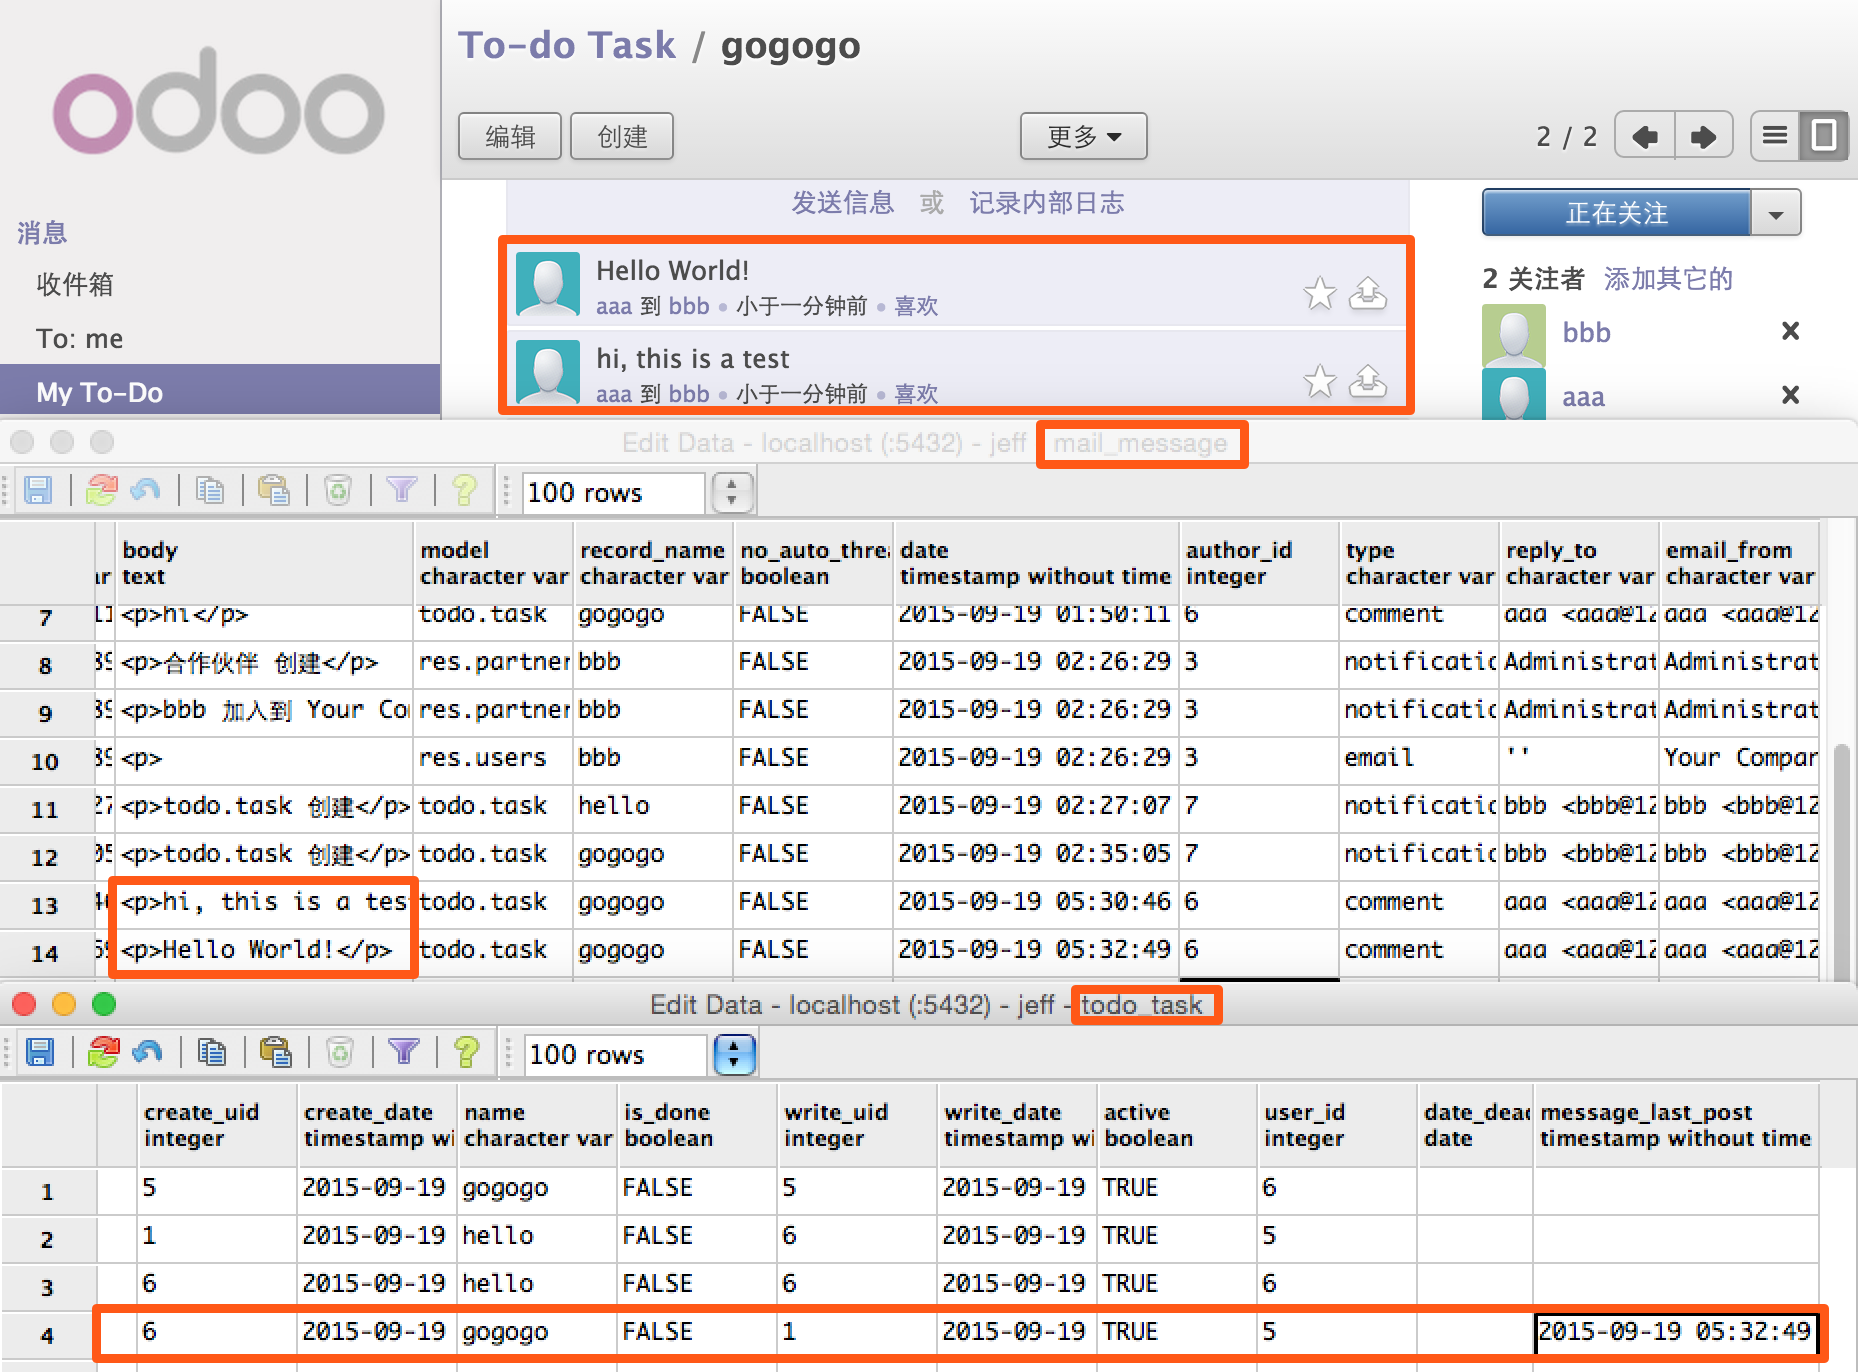 odoo
To-do Task / gogogo
编辑 创建 更多 2 / 2
消息
收件箱
To: me
My To-Do
发送信息 或 记录内部日志
Hello World!
aaa 到 bbb • 小于一分钟前 • 喜欢
hi, this is a test
aaa 到 bbb • 小于一分钟前 • 喜欢
正在关注
2 关注者 添加其它的
bbb
aaa
Edit Data - localhost (:5432) - jeff - mail_message
100 rows
body model record_name no_auto_threa date author_id type reply_to email_from
ar text character var character var boolean timestamp without time integer character var character var character var
7 11 <p>hi</p> todo.task gogogo FALSE 2015-09-19 01:50:11 6 comment aaa <aaa@12 aaa <aaa@12
8 39 <p>合作伙伴 创建</p> res.partner bbb FALSE 2015-09-19 02:26:29 3 notificatio Administrat Administrat
9 39 <p>bbb 加入到 Your Co res.partner bbb FALSE 2015-09-19 02:26:29 3 notificatio Administrat Administrat
10 39 <p> res.users bbb FALSE 2015-09-19 02:26:29 3 email '' Your Compar
11 27 <p>todo.task 创建</p> todo.task hello FALSE 2015-09-19 02:27:07 7 notificatio bbb <bbb@12 bbb <bbb@12
12 05 <p>todo.task 创建</p> todo.task gogogo FALSE 2015-09-19 02:35:05 7 notificatio bbb <bbb@12 bbb <bbb@12
13 46 <p>hi, this is a tes todo.task gogogo FALSE 2015-09-19 05:30:46 6 comment aaa <aaa@12 aaa <aaa@12
14 <p>Hello World!</p> todo.task gogogo FALSE 2015-09-19 05:32:49 6 comment aaa <aaa@12 aaa <aaa@12
Edit Data - localhost (:5432) - jeff - todo_task
100 rows
create_uid create_date name is_done write_uid write_date active user_id date_dead message_last_post
integer timestamp wi character var boolean integer timestamp wi boolean integer date timestamp without time
1 5 2015-09-19 gogogo FALSE 5 2015-09-19 TRUE 6
2 1 2015-09-19 hello FALSE 6 2015-09-19 TRUE 5
3 6 2015-09-19 hello FALSE 6 2015-09-19 TRUE 6
4 6 2015-09-19 gogogo FALSE 1 2015-09-19 TRUE 5 2015-09-19 05:32:49